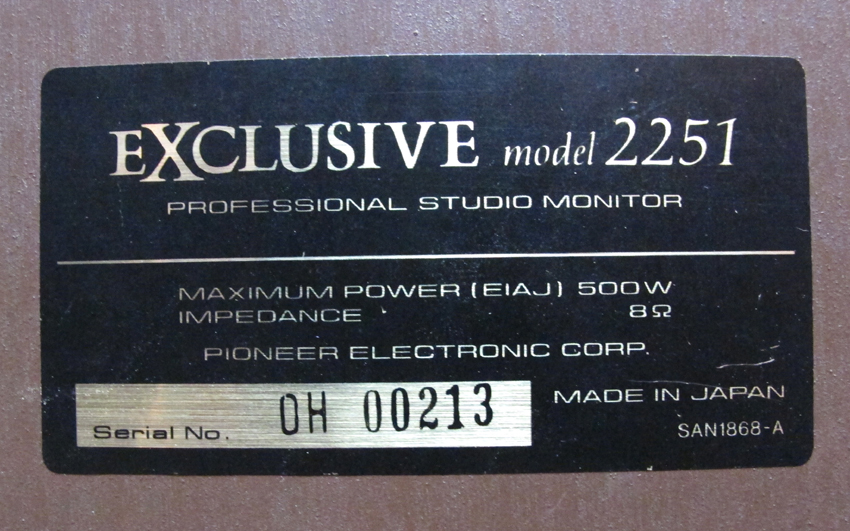 EXCLUSIVE model 2251
PROFESSIONAL STUDIO MONITOR
MAXIMUM POWER (EIAJ) 500W
IMPEDANCE 8Ω
PIONEER ELECTRONIC CORP.
Serial No. OH 00213
MADE IN JAPAN
SAN1868-A